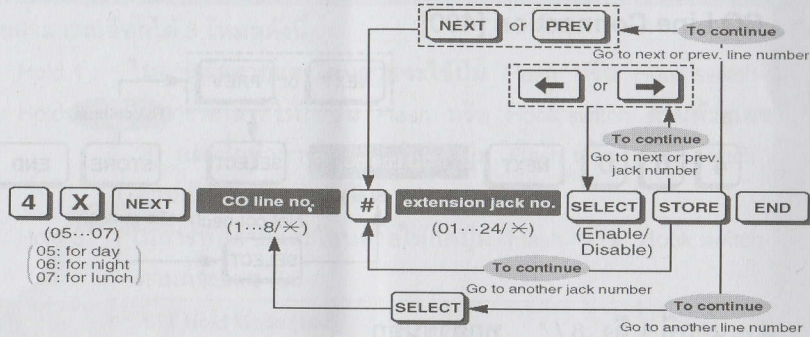 NEXT or PREV
To continue
Go to next or prev. line number
← or →
To continue
Go to next or prev.
jack number
4 X NEXT CO line no. # extension jack no. SELECT STORE END
(05···07)
(1···8/✳)
(01···24/✳)
(Enable/
Disable)
05: for day
06: for night
07: for lunch
To continue
Go to another jack number
SELECT
To continue
Go to another line number